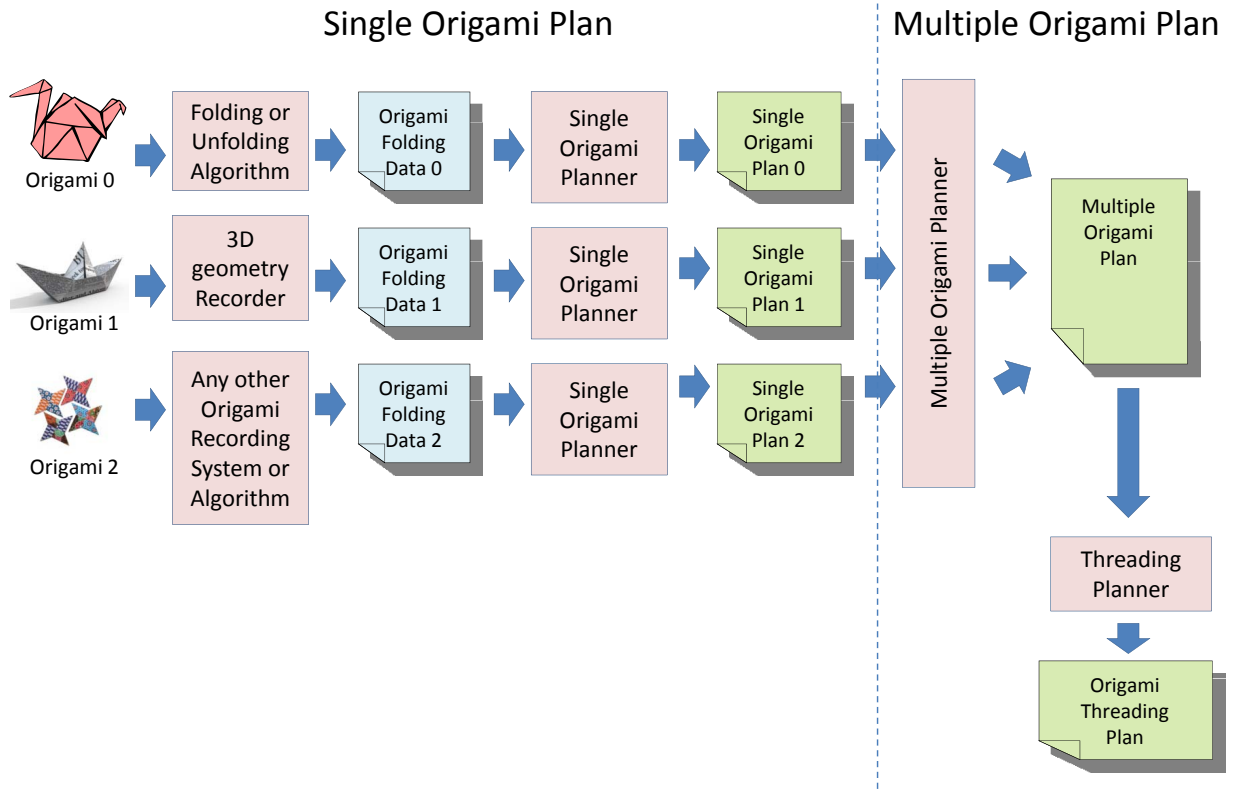 Single Origami Plan
Multiple Origami Plan
Origami 0
Folding or
Unfolding
Algorithm
Origami
Folding
Data 0
Single
Origami
Planner
Single
Origami
Plan 0
Origami 1
3D
geometry
Recorder
Origami
Folding
Data 1
Single
Origami
Planner
Single
Origami
Plan 1
Origami 2
Any other
Origami
Recording
System or
Algorithm
Origami
Folding
Data 2
Single
Origami
Planner
Single
Origami
Plan 2
Multiple Origami Planner
Multiple
Origami
Plan
Threading
Planner
Origami
Threading
Plan